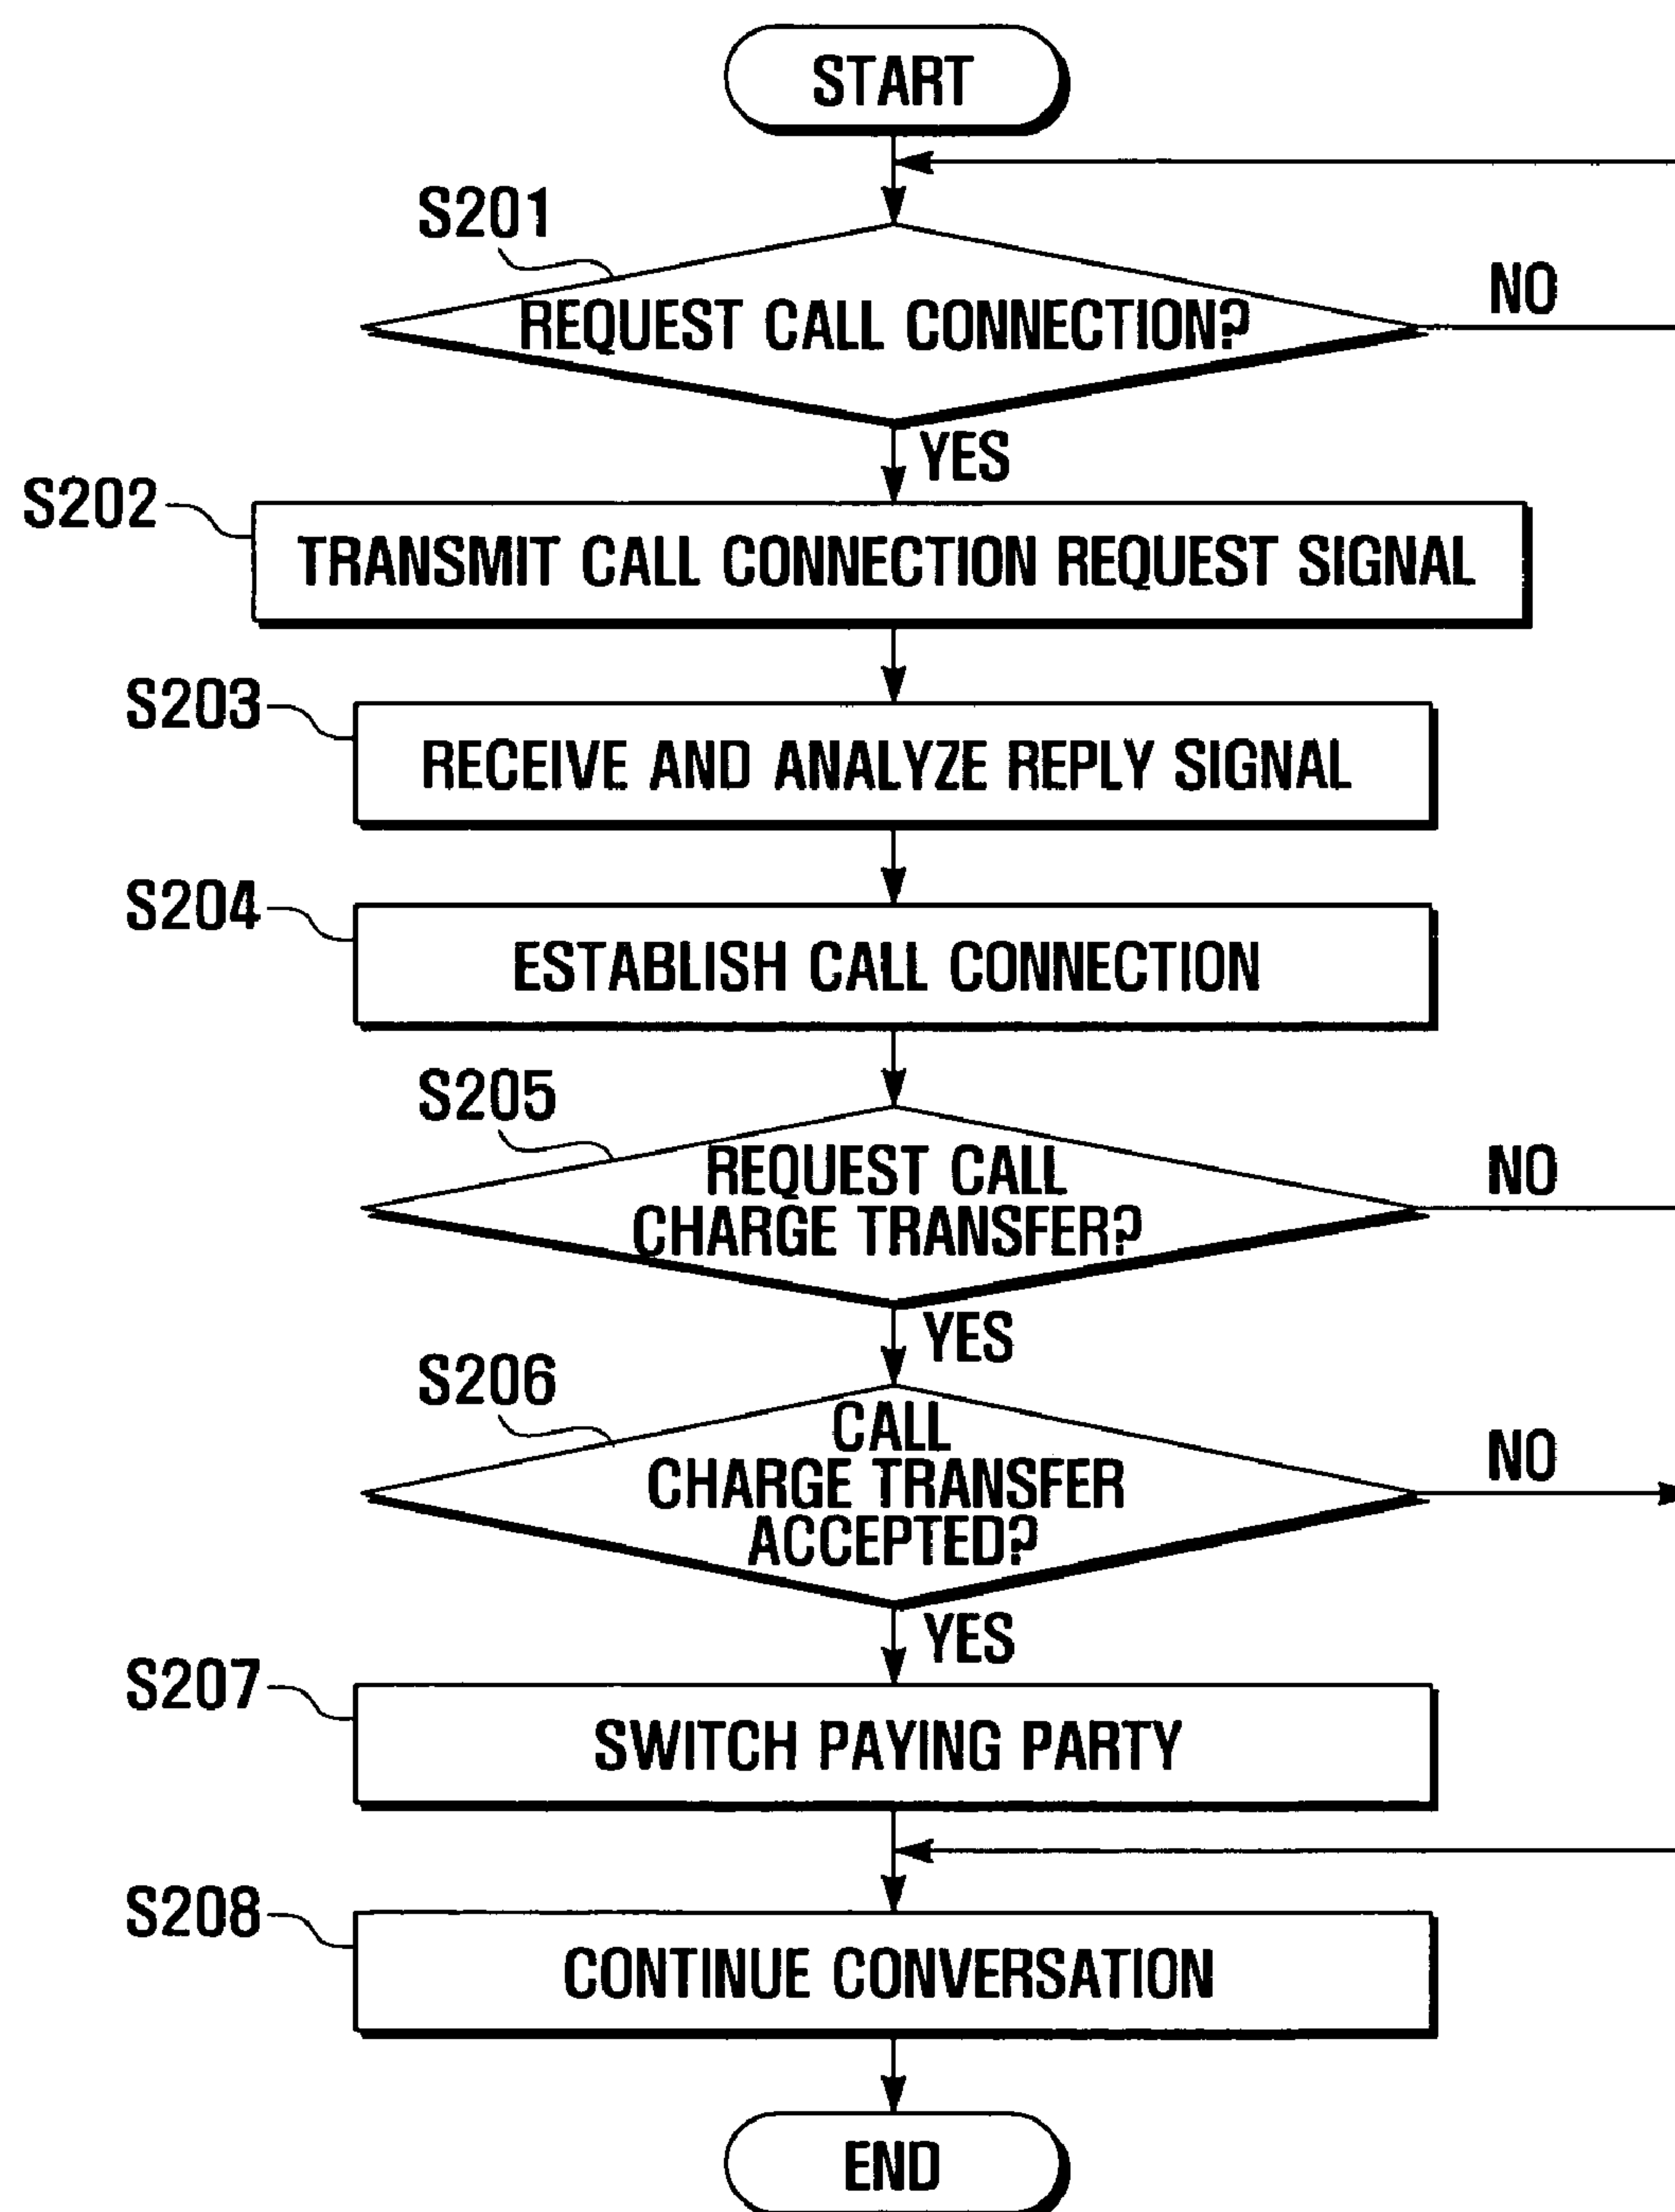 START
S201
REQUEST CALL CONNECTION?
NO
YES
S202
TRANSMIT CALL CONNECTION REQUEST SIGNAL
S203
RECEIVE AND ANALYZE REPLY SIGNAL
S204
ESTABLISH CALL CONNECTION
S205
REQUEST CALL
CHARGE TRANSFER?
NO
YES
S206
CALL
CHARGE TRANSFER
ACCEPTED?
NO
YES
S207
SWITCH PAYING PARTY
S208
CONTINUE CONVERSATION
END